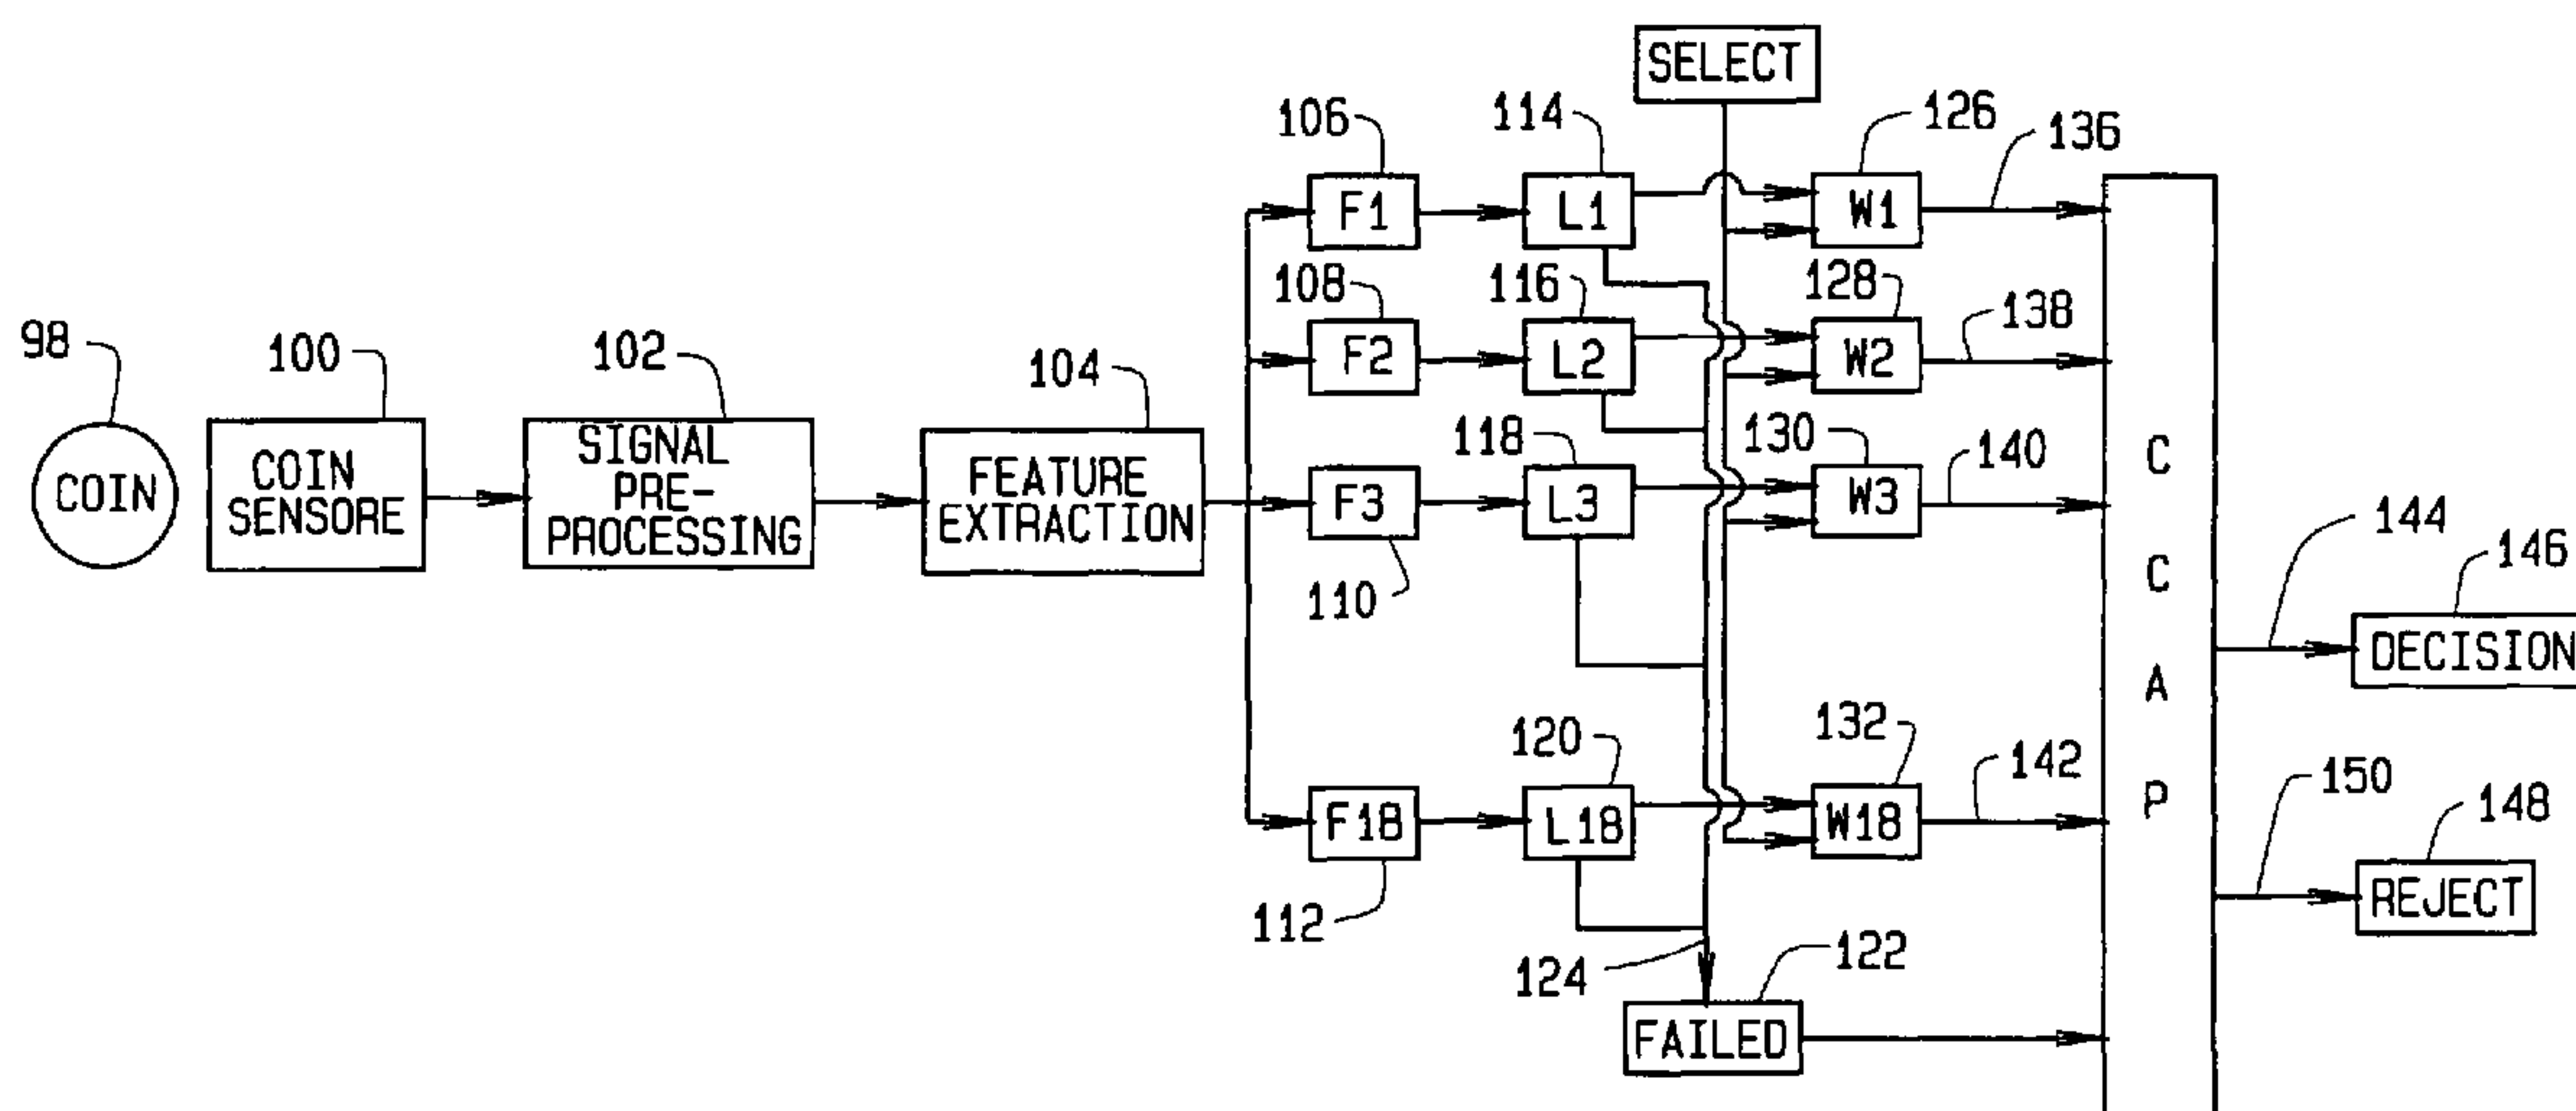 SELECT
106
114
126
136
F1
L1
W1
108
116
128
138
F2
L2
W2
98
100
102
104
COIN
COIN
SENSORE
SIGNAL
PRE-
PROCESSING
FEATURE
EXTRACTION
118
130
140
F3
L3
W3
110
C
C
A
P
144
146
DECISION
120
132
142
F18
L18
W18
112
150
148
REJECT
124
122
FAILED